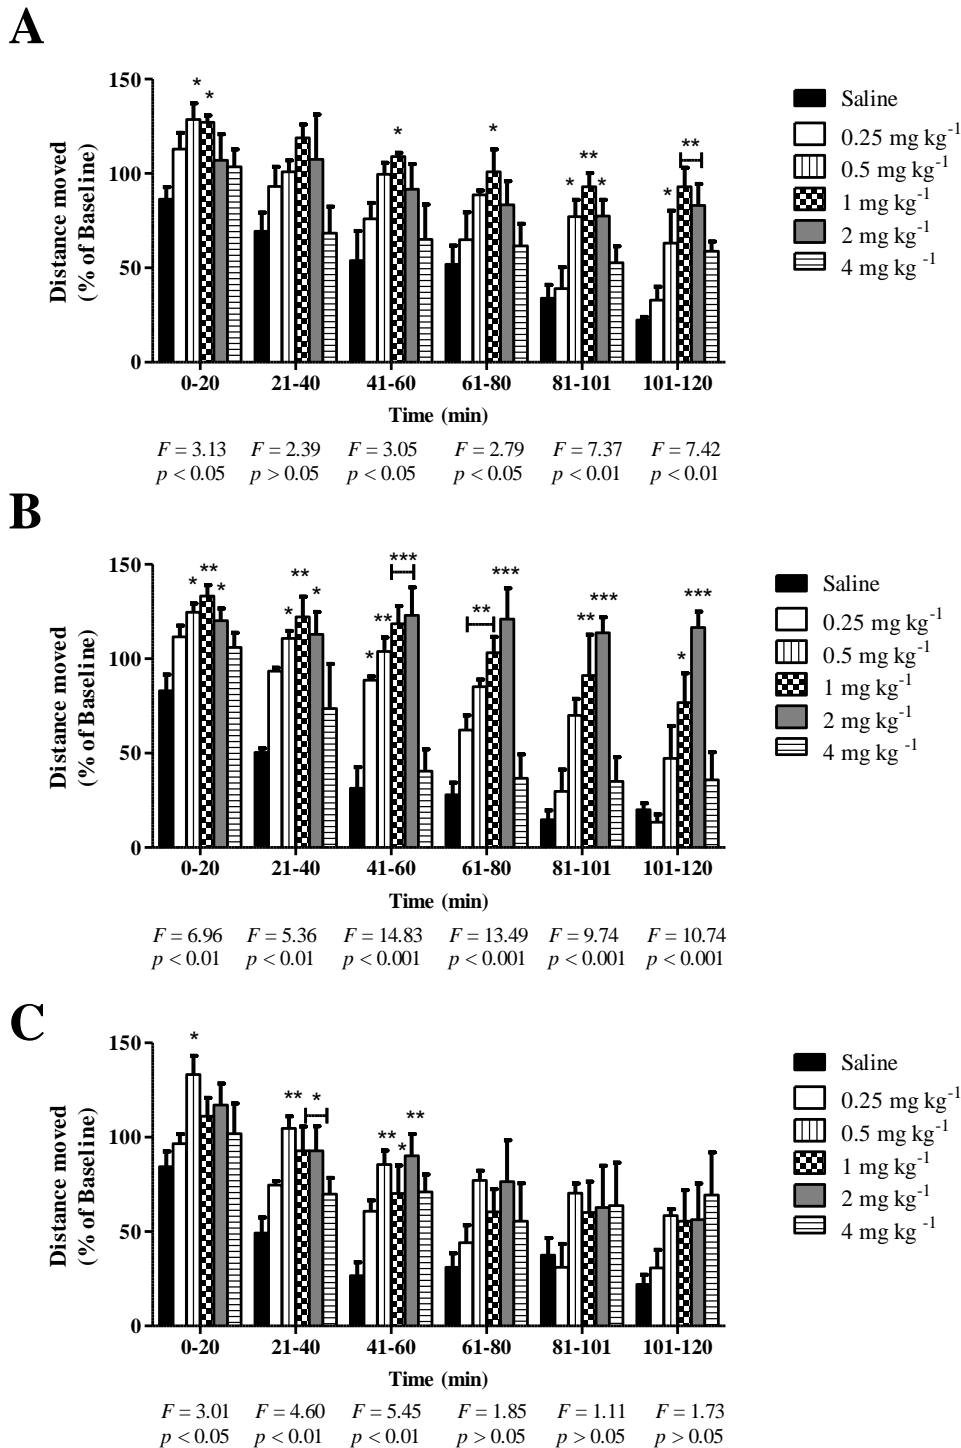 A
150
100
50
0
Distance moved
(% of Baseline)
* *
*
*
* ** *
* **
0-20 21-40 41-60 61-80 81-101 101-120
Time (min)
F = 3.13 F = 2.39 F = 3.05 F = 2.79 F = 7.37 F = 7.42
p < 0.05 p > 0.05 p < 0.05 p < 0.05 p < 0.01 p < 0.01
Saline
0.25 mg kg-1
0.5 mg kg-1
1 mg kg-1
2 mg kg-1
4 mg kg -1
B
150
100
50
0
Distance moved
(% of Baseline)
* ** *
* ** *
* ** ***
** ***
** ***
* ***
0-20 21-40 41-60 61-80 81-101 101-120
Time (min)
F = 6.96 F = 5.36 F = 14.83 F = 13.49 F = 9.74 F = 10.74
p < 0.01 p < 0.01 p < 0.001 p < 0.001 p < 0.001 p < 0.001
Saline
0.25 mg kg-1
0.5 mg kg-1
1 mg kg-1
2 mg kg-1
4 mg kg -1
C
150
100
50
0
Distance moved
(% of Baseline)
*
** *
** * **
0-20 21-40 41-60 61-80 81-101 101-120
Time (min)
F = 3.01 F = 4.60 F = 5.45 F = 1.85 F = 1.11 F = 1.73
p < 0.05 p < 0.01 p < 0.01 p > 0.05 p > 0.05 p > 0.05
Saline
0.25 mg kg-1
0.5 mg kg-1
1 mg kg-1
2 mg kg-1
4 mg kg -1